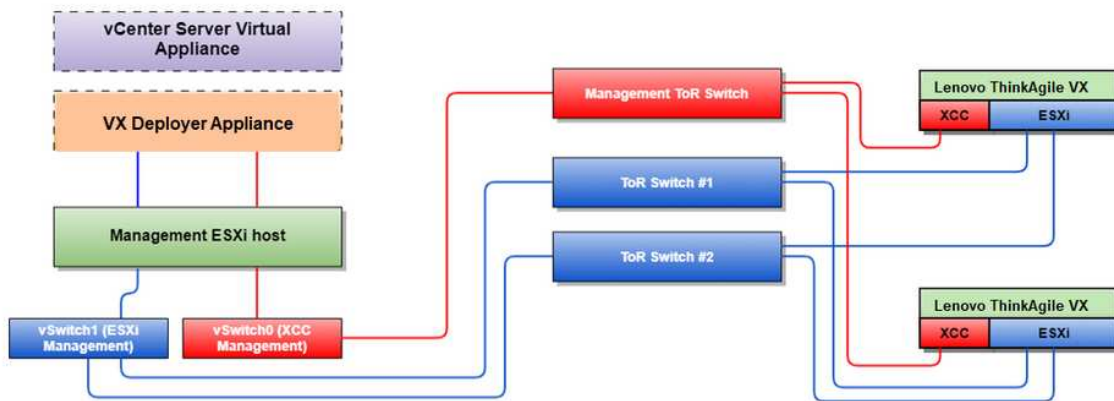 vCenter Server Virtual
Appliance
VX Deployer Appliance
Management ESXi host
vSwitch1 (ESXi
Management)
vSwitch0 (XCC
Management)
Management ToR Switch
ToR Switch #1
ToR Switch #2
Lenovo ThinkAgile VX
XCC
ESXi
Lenovo ThinkAgile VX
XCC
ESXi